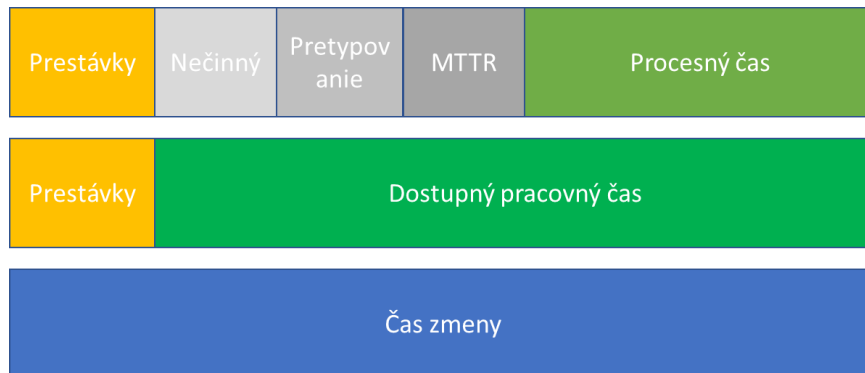 Prestávky
Nečinný
Pretypov
anie
MTTR
Procesný čas
Prestávky
Dostupný pracovný čas
Čas zmeny